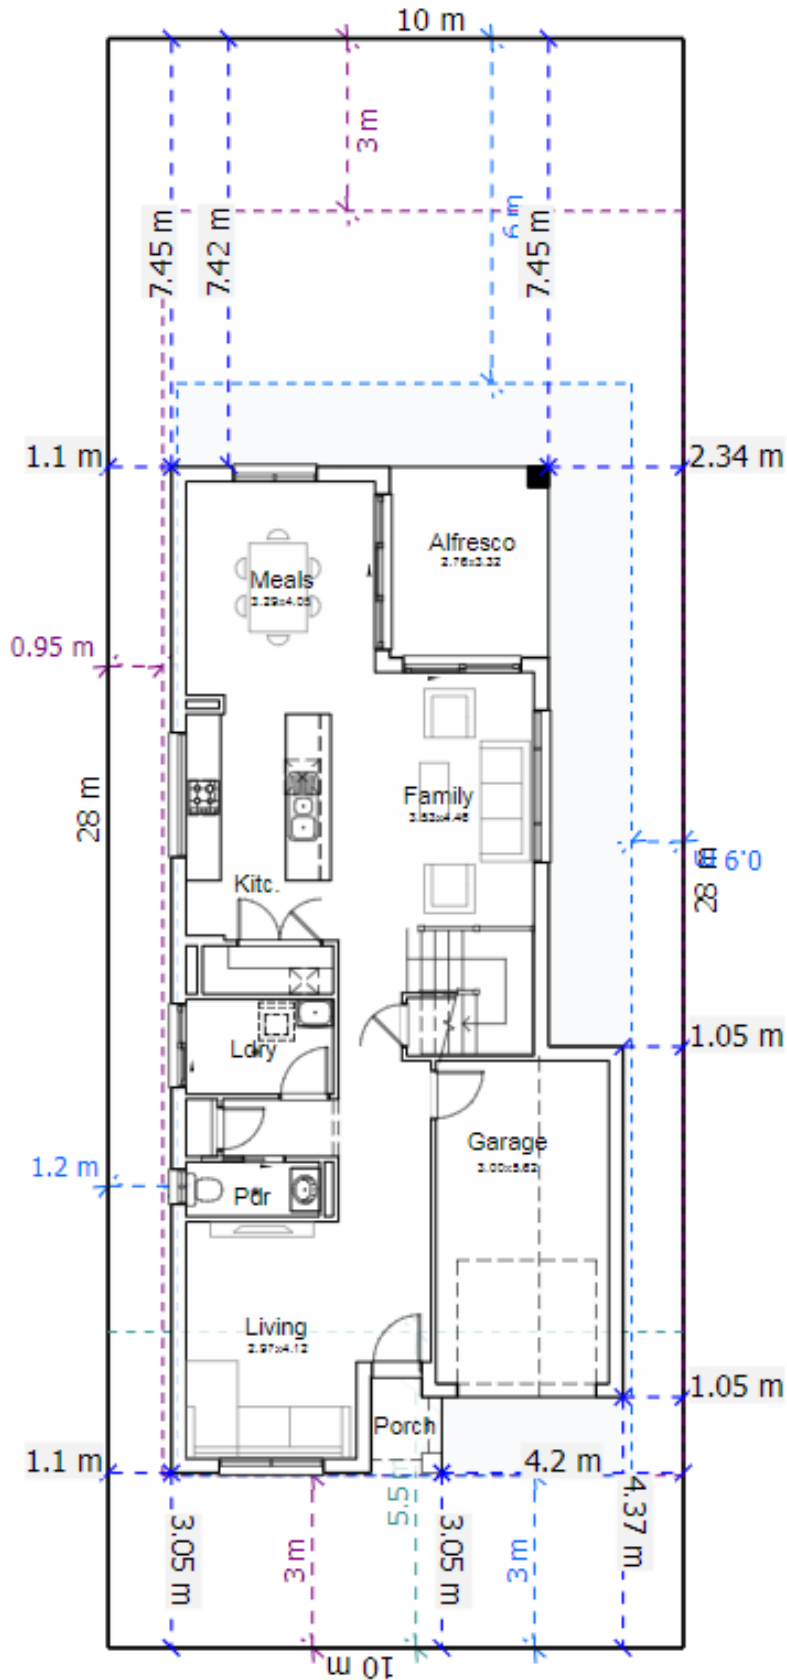 10 m
3 m
6 m
7.45 m
7.42 m
7.45 m
1.1 m
2.34 m
Alfresco
2.76x3.32
Meals
3.29x4.05
0.95 m
28 m
Family
3.53x4.46
0.9 m
28 m
Kitc.
Ldry
1.05 m
Garage
3.00x5.62
1.2 m
Pdr
Living
2.97x4.12
1.05 m
Porch
1.1 m
4.2 m
5.5
4.37 m
3.05 m
3 m
3.05 m
3 m
10 m